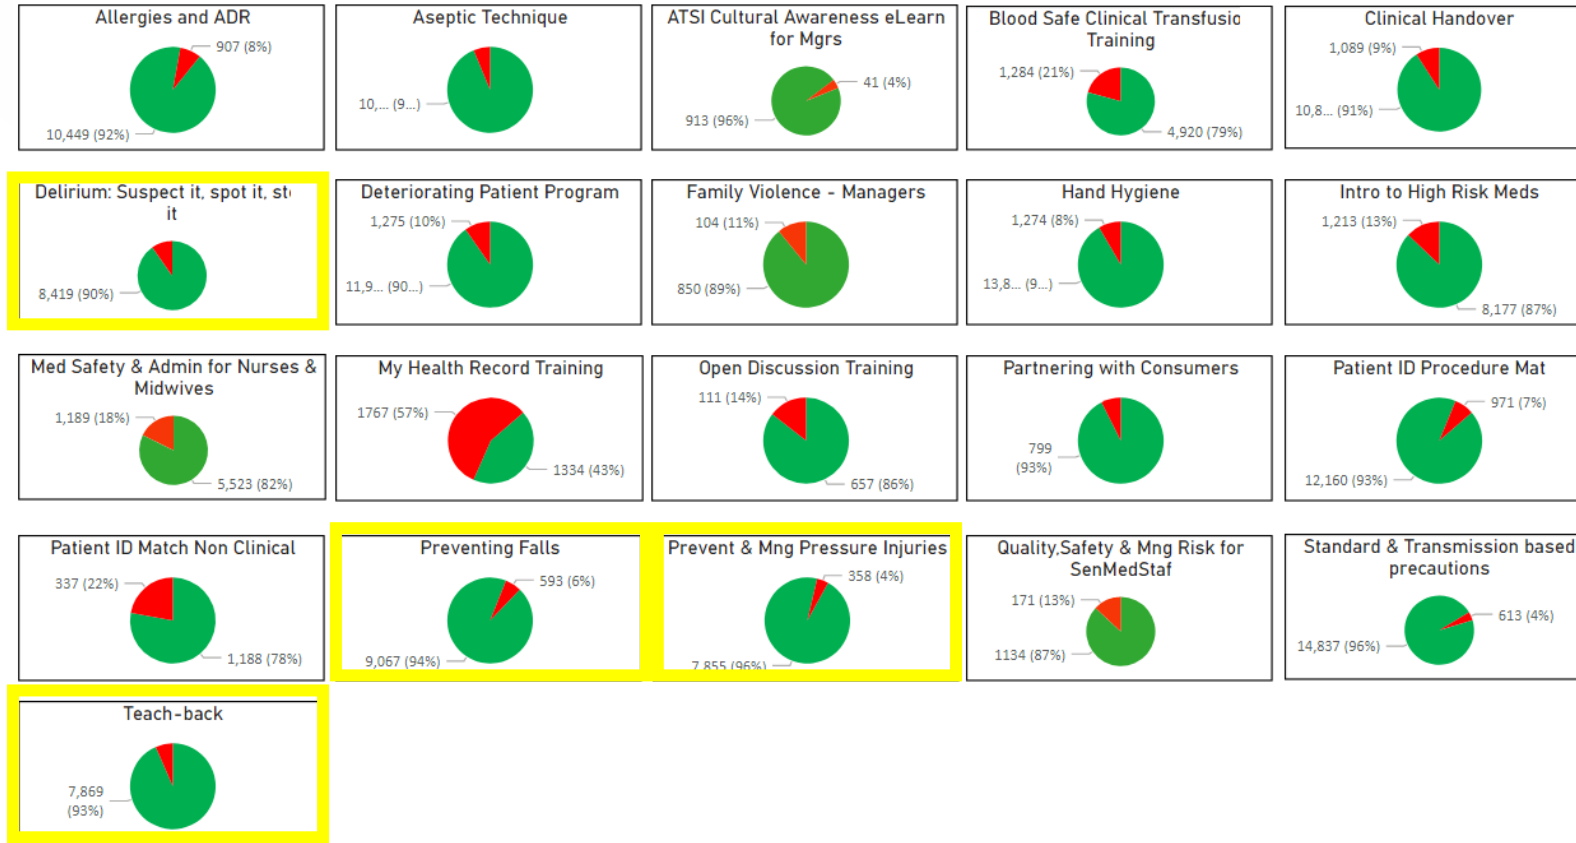 Allergies and ADR
907 (8%)
10,449 (92%)
Aseptic Technique
10,... (9...)
ATSI Cultural Awareness eLearn
for Mgrs
41 (4%)
913 (96%)
Blood Safe Clinical Transfusio
Training
1,284 (21%)
4,920 (79%)
Clinical Handover
1,089 (9%)
10,8... (91%)
Delirium: Suspect it, spot it, sto
it
8,419 (90%)
Deteriorating Patient Program
1,275 (10%)
11,9... (90...)
Family Violence - Managers
104 (11%)
850 (89%)
Hand Hygiene
1,274 (8%)
13,8... (9...)
Intro to High Risk Meds
1,213 (13%)
8,177 (87%)
Med Safety & Admin for Nurses &
Midwives
1,189 (18%)
5,523 (82%)
My Health Record Training
1767 (57%)
1334 (43%)
Open Discussion Training
111 (14%)
657 (86%)
Partnering with Consumers
799
(93%)
Patient ID Procedure Mat
971 (7%)
12,160 (93%)
Patient ID Match Non Clinical
337 (22%)
1,188 (78%)
Preventing Falls
593 (6%)
9,067 (94%)
Prevent & Mng Pressure Injuries
358 (4%)
7,855 (96%)
Quality,Safety & Mng Risk for
SenMedStaf
171 (13%)
1134 (87%)
Standard & Transmission based
precautions
613 (4%)
14,837 (96%)
Teach-back
7,869
(93%)